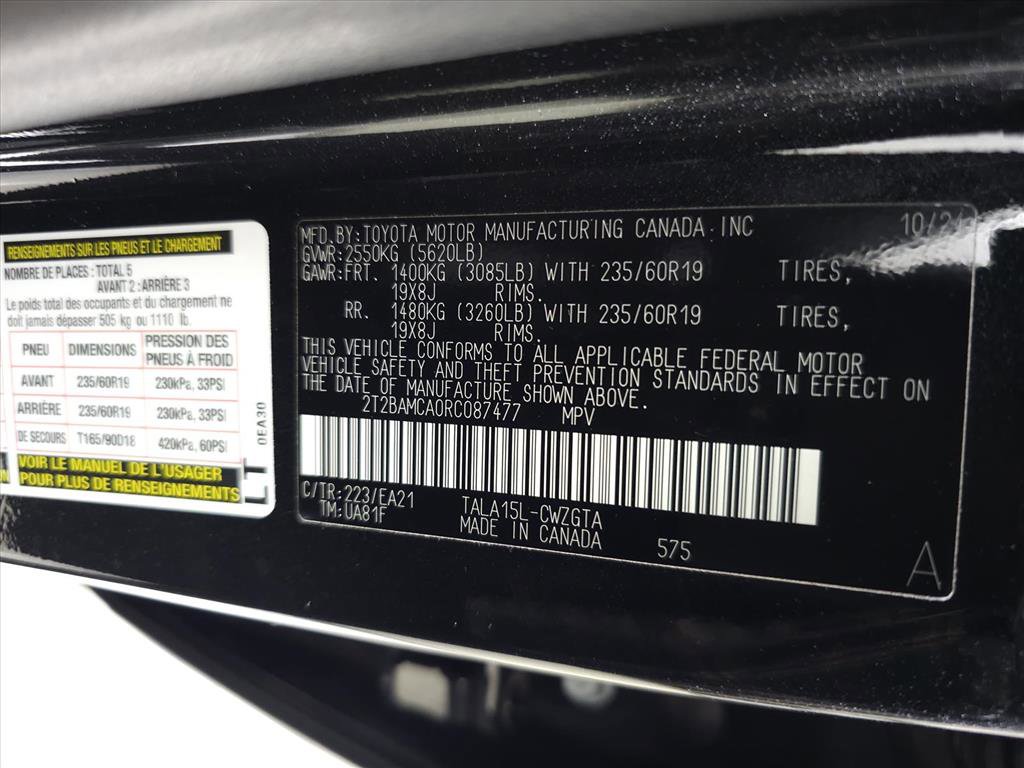 RENSEIGNEMENTS SUR LES PNEUS ET LE CHARGEMENT
NOMBRE DE PLACES : TOTAL 5
AVANT 2 : ARRIÈRE 3
Le poids total des occupants et du chargement ne
doit jamais dépasser 505 kg ou 1110 lb.
PNEU DIMENSIONS PRESSION DES PNEUS À FROID
AVANT 235/60R19 230kPa, 33PSI
ARRIÈRE 235/60R19 230kPa, 33PSI
DE SECOURS T165/90D18 420kPa, 60PSI
VOIR LE MANUEL DE L'USAGER
POUR PLUS DE RENSEIGNEMENTS
LT 0EA30
MFD. BY:TOYOTA MOTOR MANUFACTURING CANADA INC
GVWR:2550KG (5620LB)
GAWR:FRT. 1400KG (3085LB) WITH 235/60R19 TIRES,
19X8J RIMS.
RR. 1480KG (3260LB) WITH 235/60R19 TIRES,
19X8J RIMS.
THIS VEHICLE CONFORMS TO ALL APPLICABLE FEDERAL MOTOR
VEHICLE SAFETY AND THEFT PREVENTION STANDARDS IN EFFECT ON
THE DATE OF MANUFACTURE SHOWN ABOVE.
2T2BAMCA0RC087477 MPV
C/TR:223/EA21 TALA15L-CWZGTA
TM:UA81F MADE IN CANADA 575
A